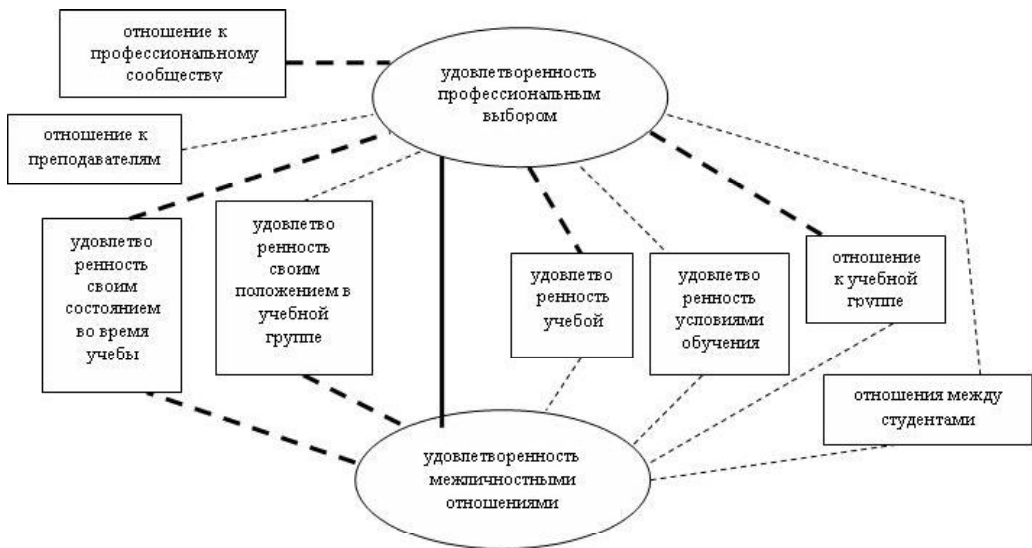 отношение к
профессиональному
сообществу
удовлетворенность
профессиональным
выбором
отношение к
преподавателям
удовлетво
ренность
своим
состоянием
во время
учебы
удовлетво
ренность
своим
положением в
учебной
группе
удовлетво
ренность
учебой
удовлетво
ренность
условиями
обучения
отношение
к учебной
группе
отношения между
студентами
удовлетворенность
межличностными
отношениями